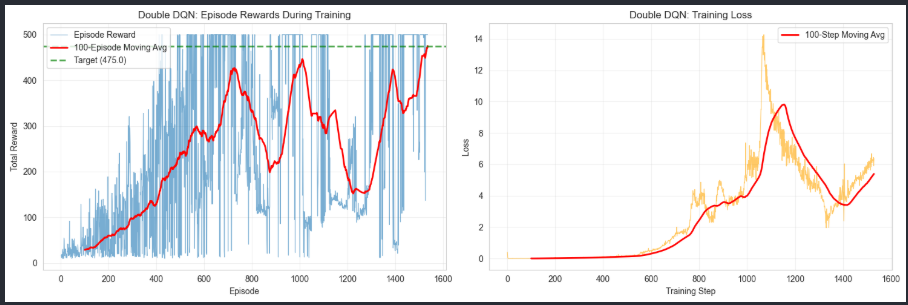 Double DQN: Episode Rewards During Training
500
400
300
200
100
0
Total Reward
Episode Reward
100-Episode Moving Avg
Target (475.0)
0 200 400 600 800 1000 1200 1400 1600
Episode
Double DQN: Training Loss
14
12
10
8
6
4
2
0
Loss
100-Step Moving Avg
0 200 400 600 800 1000 1200 1400 1600
Training Step